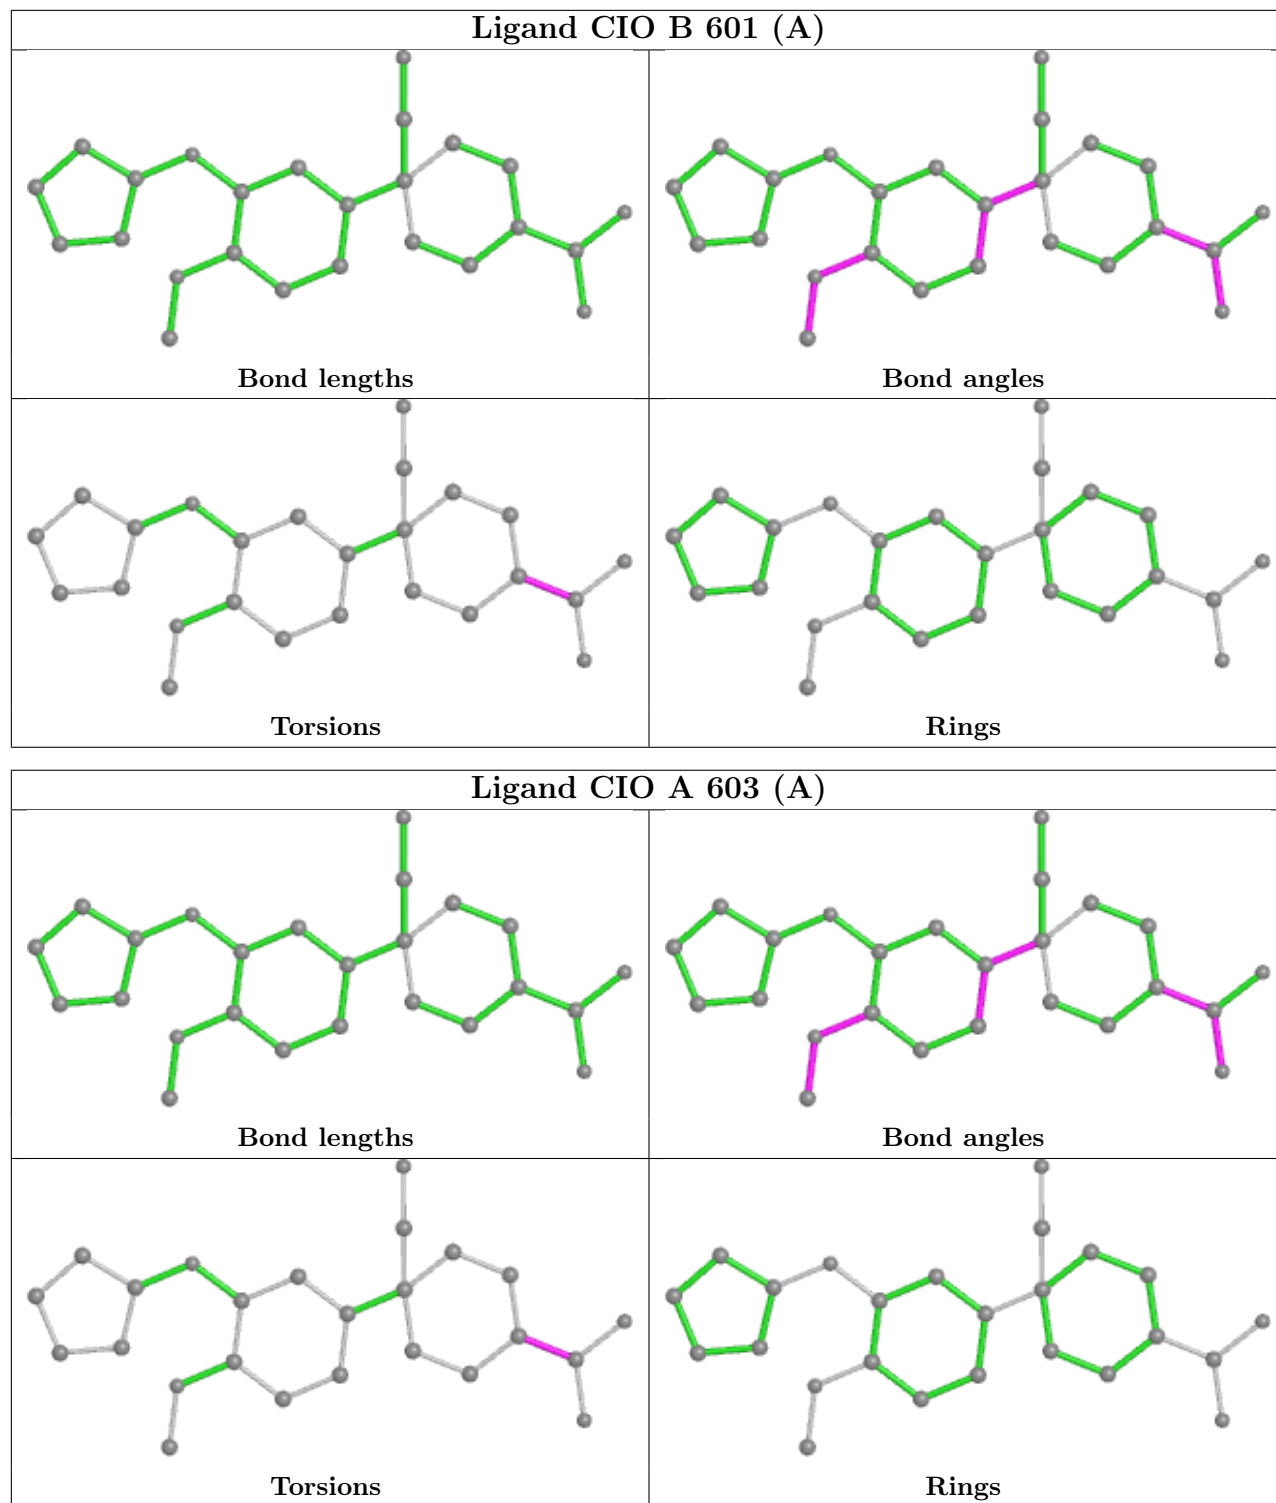 Ligand CIO B 601 (A)
Bond lengths
Bond angles
Torsions
Rings
Ligand CIO A 603 (A)
Bond lengths
Bond angles
Torsions
Rings